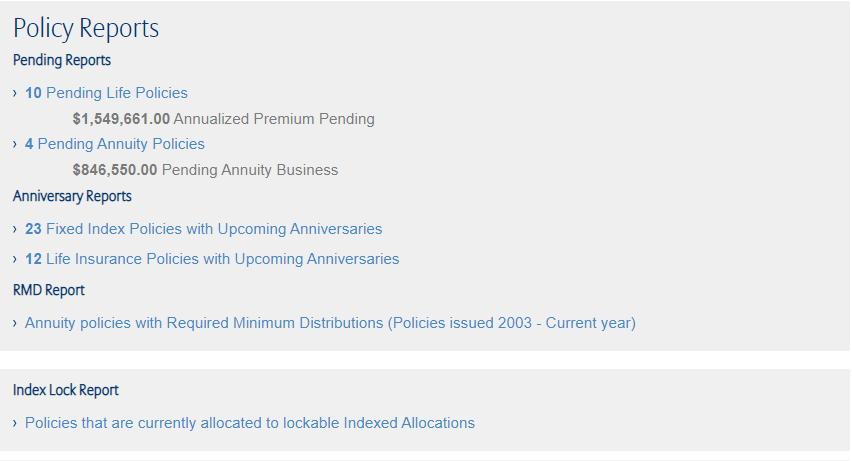 Policy Reports
Pending Reports
› 10 Pending Life Policies
$1,549,661.00 Annualized Premium Pending
› 4 Pending Annuity Policies
$846,550.00 Pending Annuity Business
Anniversary Reports
› 23 Fixed Index Policies with Upcoming Anniversaries
› 12 Life Insurance Policies with Upcoming Anniversaries
RMD Report
› Annuity policies with Required Minimum Distributions (Policies issued 2003 - Current year)
Index Lock Report
› Policies that are currently allocated to lockable Indexed Allocations